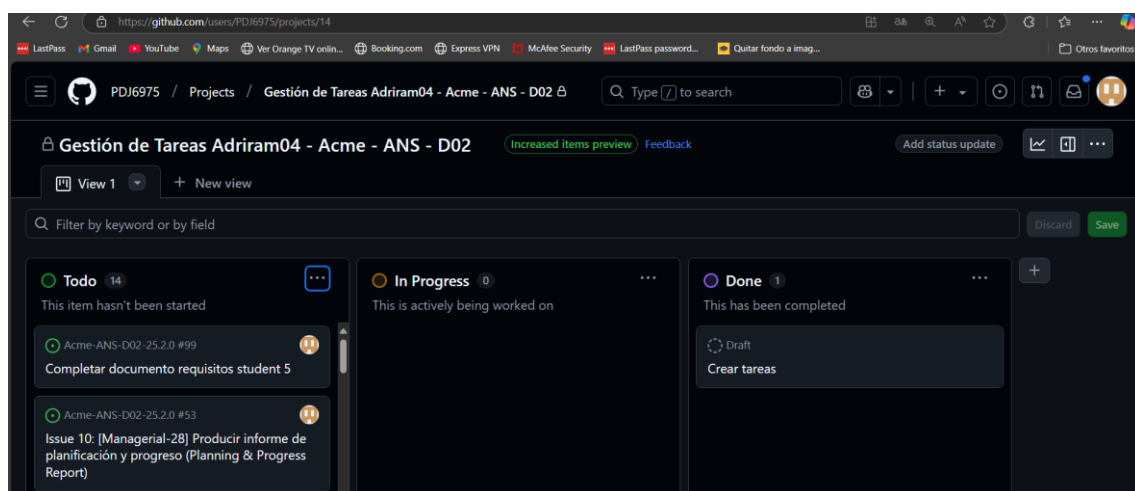 https://github.com/users/PDJ6975/projects/14
LastPass Gmail YouTube Maps Ver Orange TV onlin... Booking.com Express VPN McAfee Security LastPass password... Quitar fondo a imag... Otros favoritos
PDJ6975 / Projects / Gestión de Tareas Adriram04 - Acme - ANS - D02 Type / to search
Gestión de Tareas Adriram04 - Acme - ANS - D02 Increased items preview Feedback Add status update
View 1 + New view
Filter by keyword or by field Discard Save
Todo 14 In Progress 0 Done 1
This item hasn't been started This is actively being worked on This has been completed
Acme-ANS-D02-25.2.0 #99 Draft
Completar documento requisitos student 5 Crear tareas
Acme-ANS-D02-25.2.0 #53
Issue 10: [Managerial-28] Producir informe de
planificación y progreso (Planning & Progress
Report)